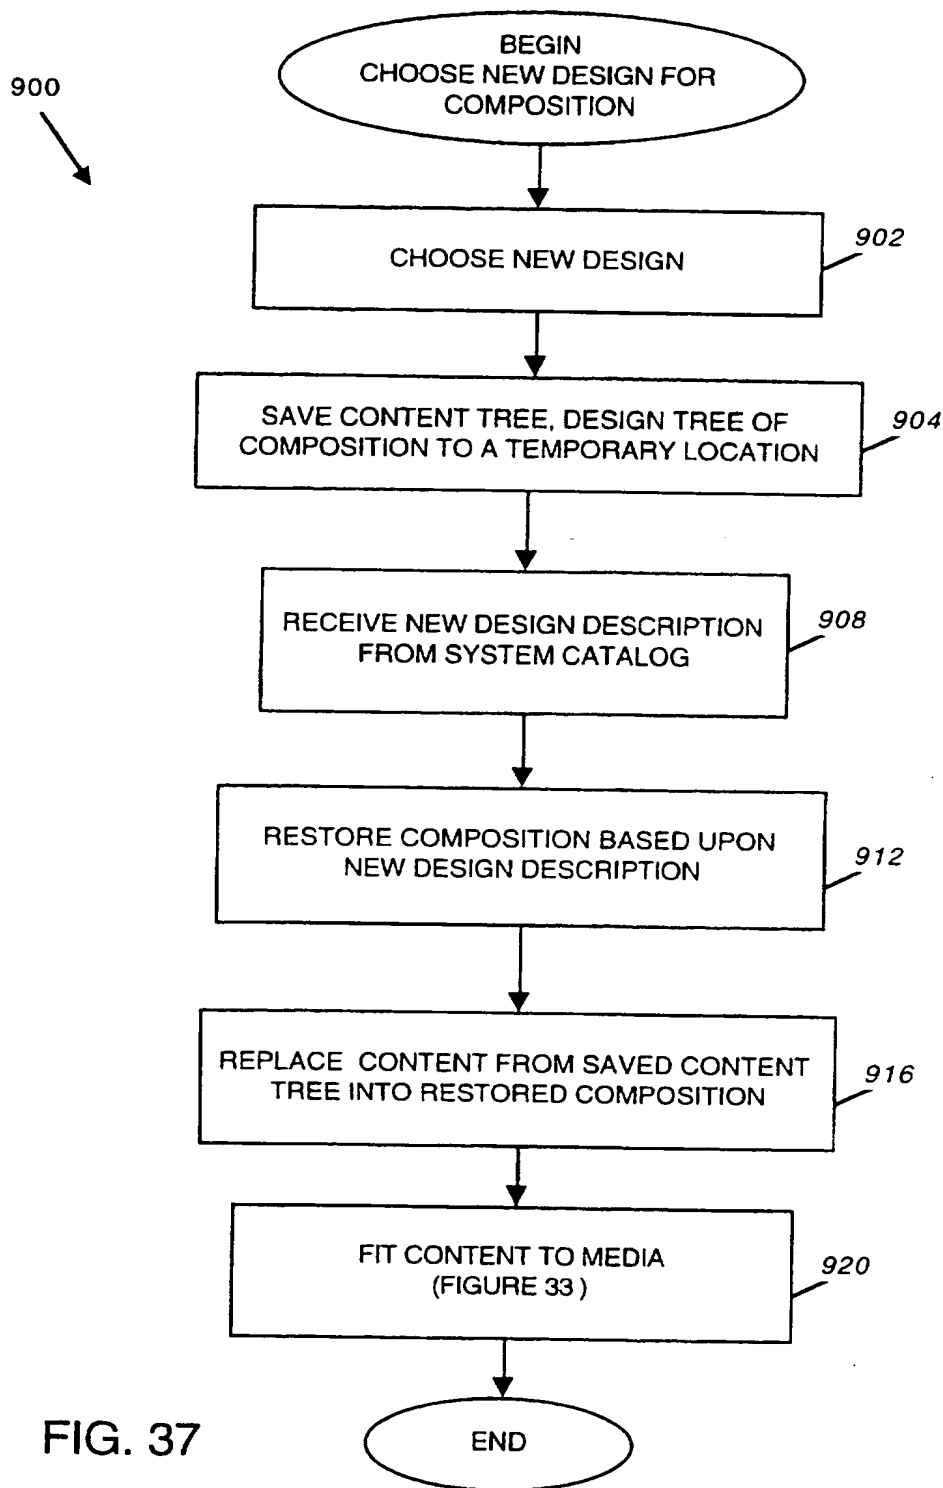 BEGIN
CHOOSE NEW DESIGN FOR
COMPOSITION
900
CHOOSE NEW DESIGN
902
SAVE CONTENT TREE, DESIGN TREE OF
COMPOSITION TO A TEMPORARY LOCATION
904
RECEIVE NEW DESIGN DESCRIPTION
FROM SYSTEM CATALOG
908
RESTORE COMPOSITION BASED UPON
NEW DESIGN DESCRIPTION
912
REPLACE CONTENT FROM SAVED CONTENT
TREE INTO RESTORED COMPOSITION
916
FIT CONTENT TO MEDIA
(FIGURE 33 )
920
END
FIG. 37